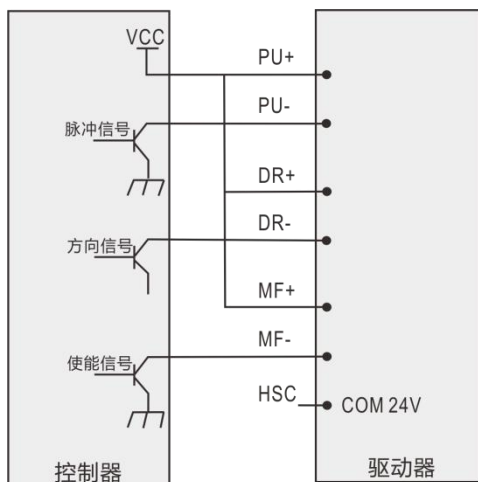 VCC
PU+
PU-
脉冲信号
DR+
DR-
方向信号
MF+
MF-
使能信号
HSC
COM 24V
控制器
驱动器